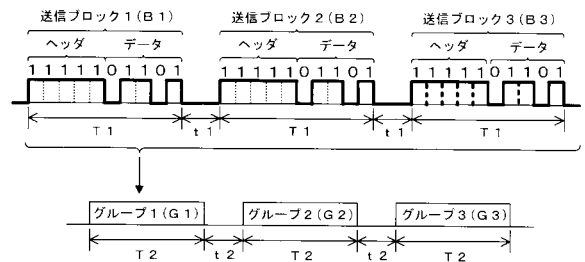 送信ブロック1(B1) 送信ブロック2(B2) 送信ブロック3(B3)
ヘッダ データ ヘッダ データ ヘッダ データ
1 1 1 1 1 0 1 1 0 1 1 1 1 1 1 0 1 1 0 1 1 1 1 1 1 0 1 1 0 1
T1 t1 T1 t1 T1
グループ1(G1) グループ2(G2) グループ3(G3)
T2 t2 T2 t2 T2